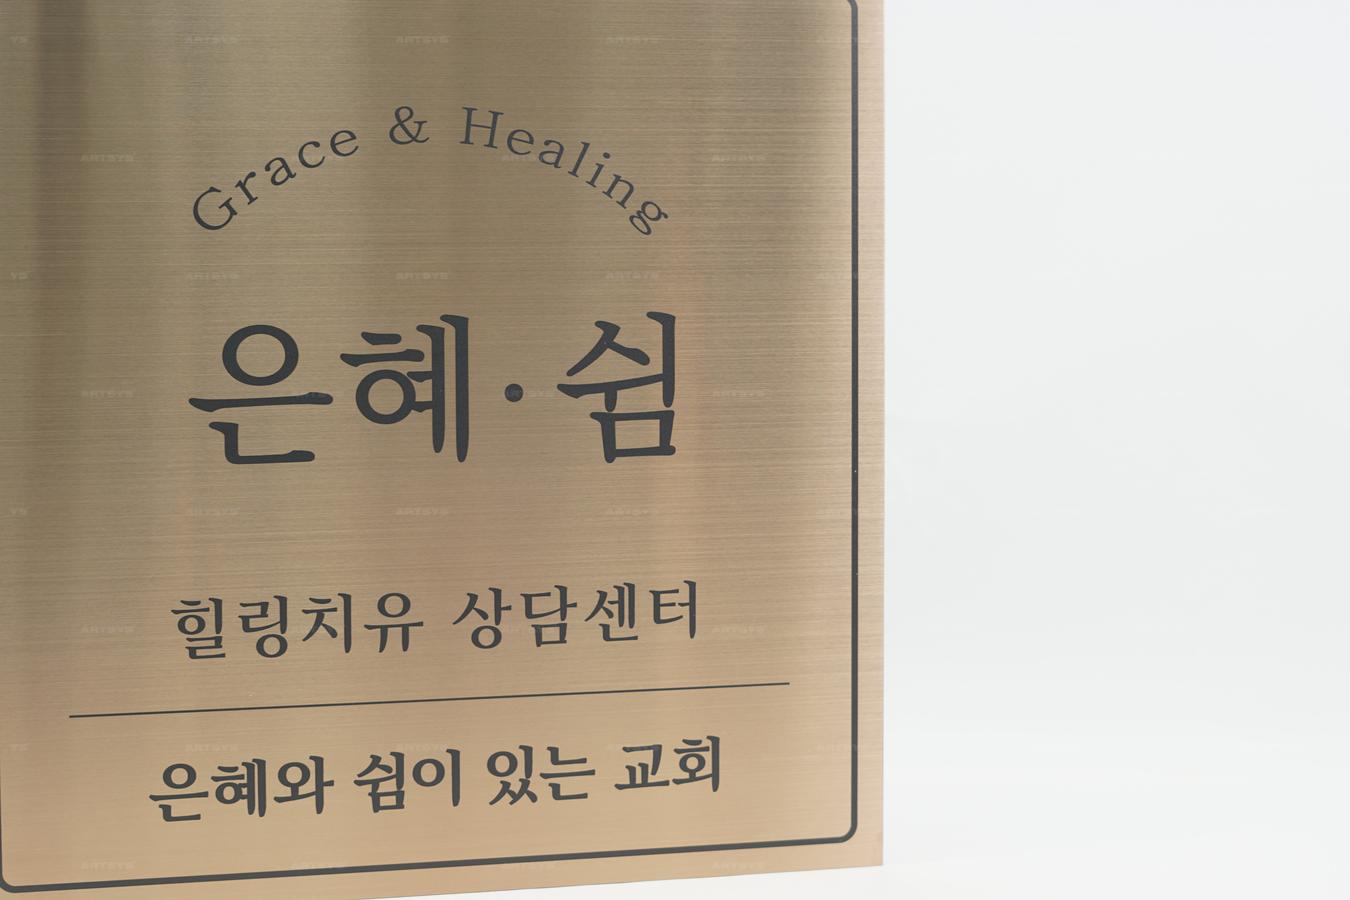 Grace & Healing
은혜·쉼
힐링치유 상담센터
은혜와 쉼이 있는 교회
ARTSYS